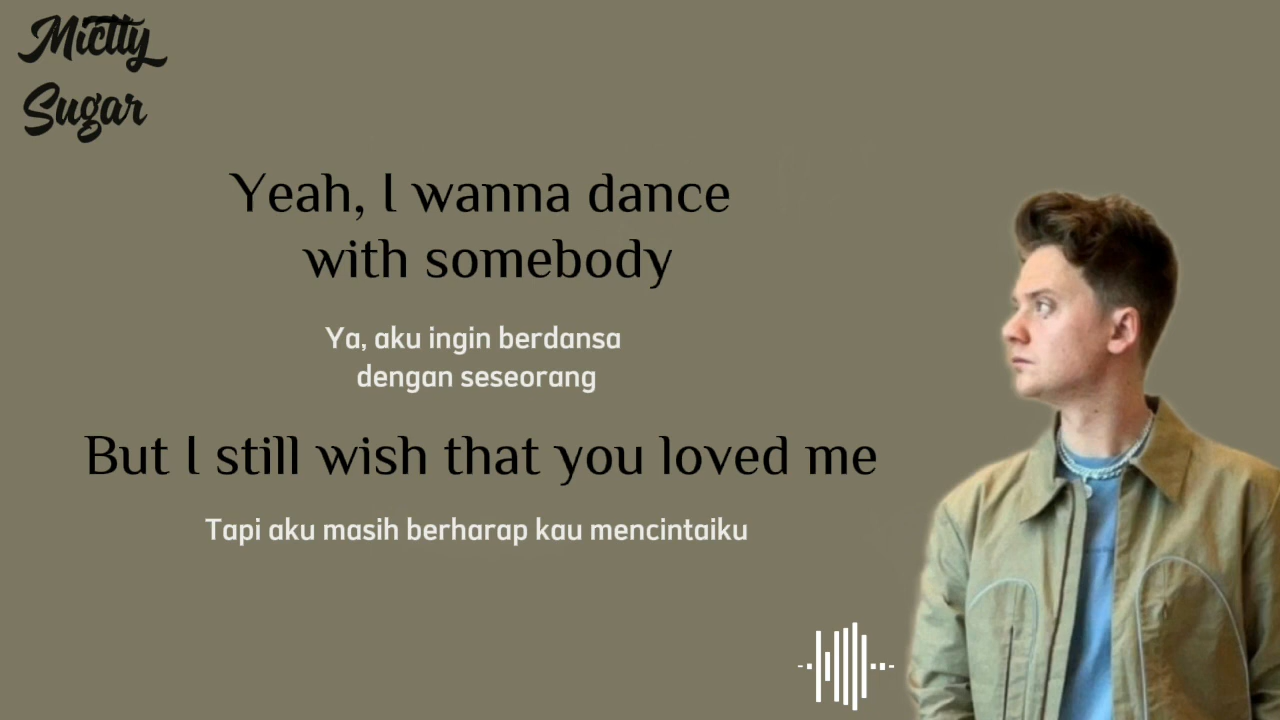 Mictty
Sugar
Yeah, I wanna dance
with somebody
Ya, aku ingin berdansa
dengan seseorang
But I still wish that you loved me
Tapi aku masih berharap kau mencintaiku